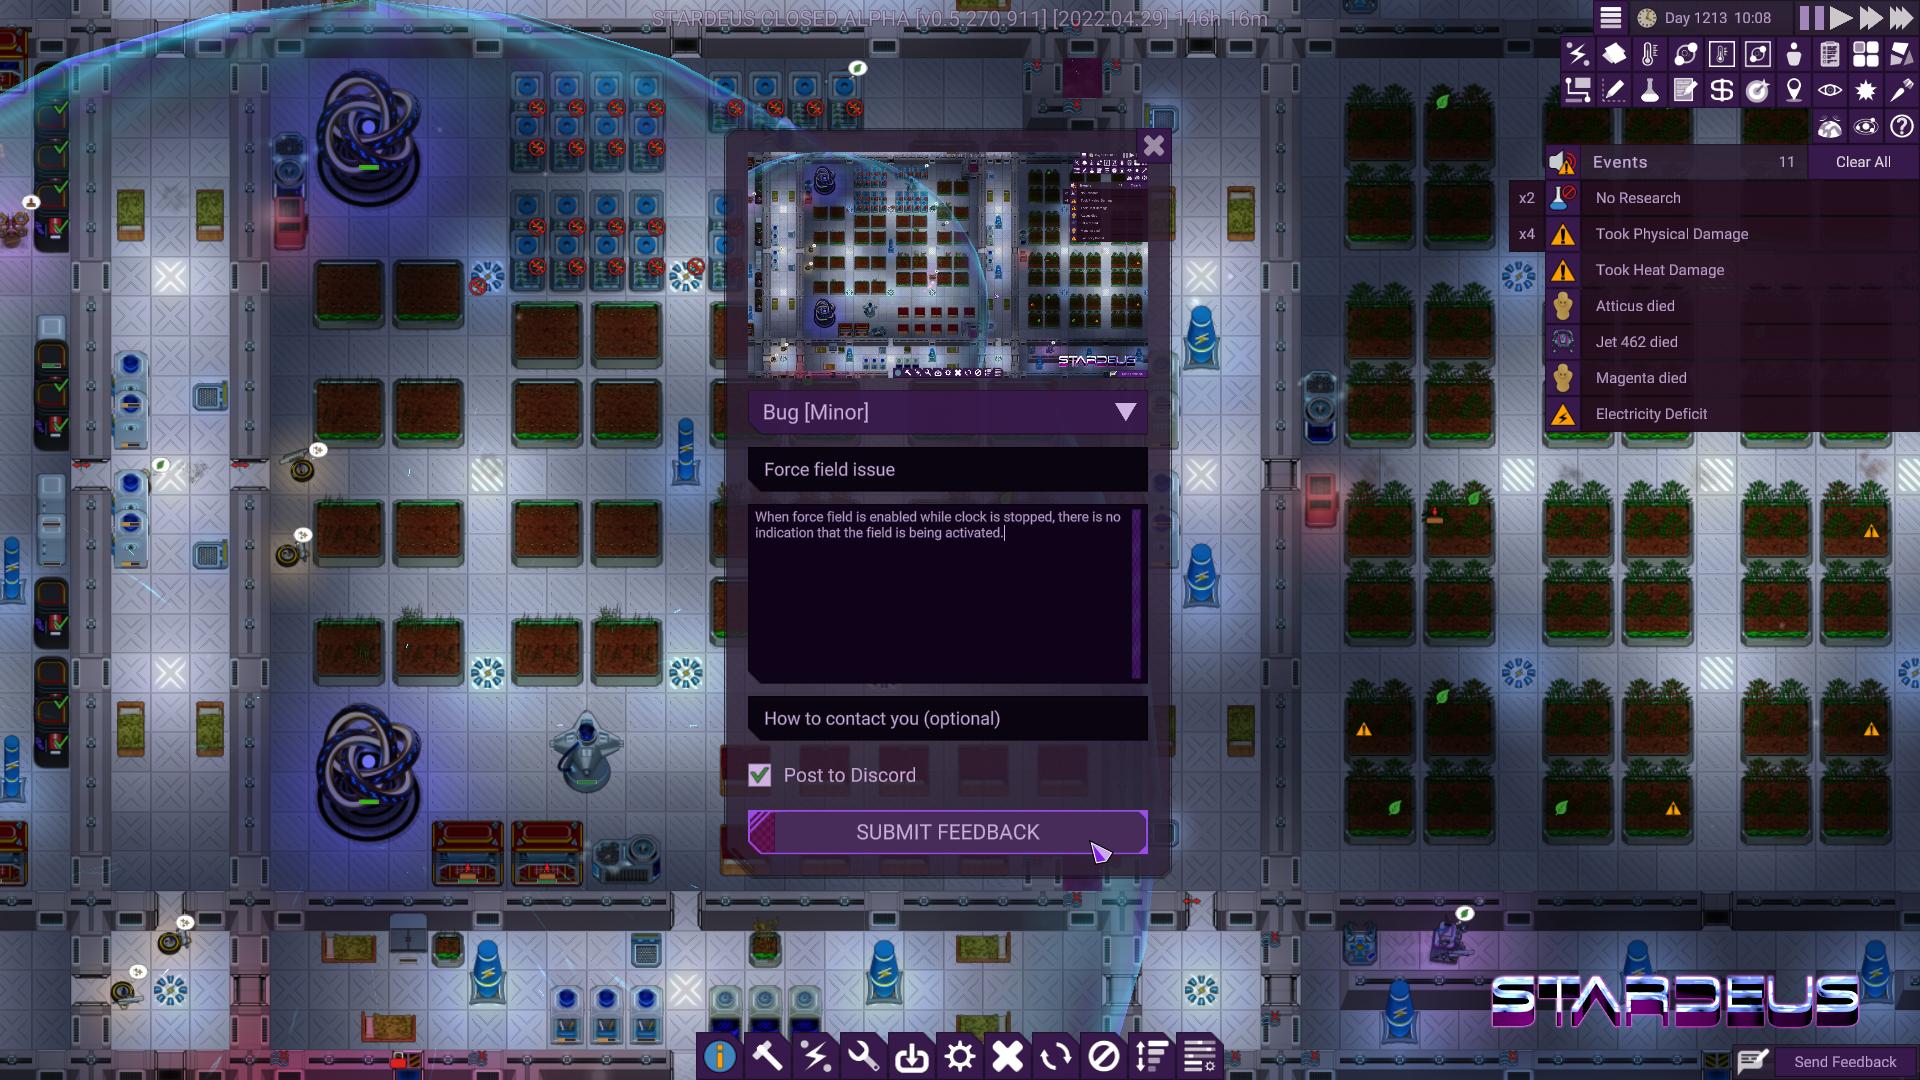 STARDEUS CLOSED ALPHA [v0.5.270.911] [2022.04.29] 146h 16m
Day 1213 10:08
Events 11 Clear All
x2 No Research
x4 Took Physical Damage
Took Heat Damage
Atticus died
Jet 462 died
Magenta died
Electricity Deficit
STARDEUS
Bug [Minor]
Force field issue
When force field is enabled while clock is stopped, there is no
indication that the field is being activated.
How to contact you (optional)
Post to Discord
SUBMIT FEEDBACK
STARDEUS
Send Feedback